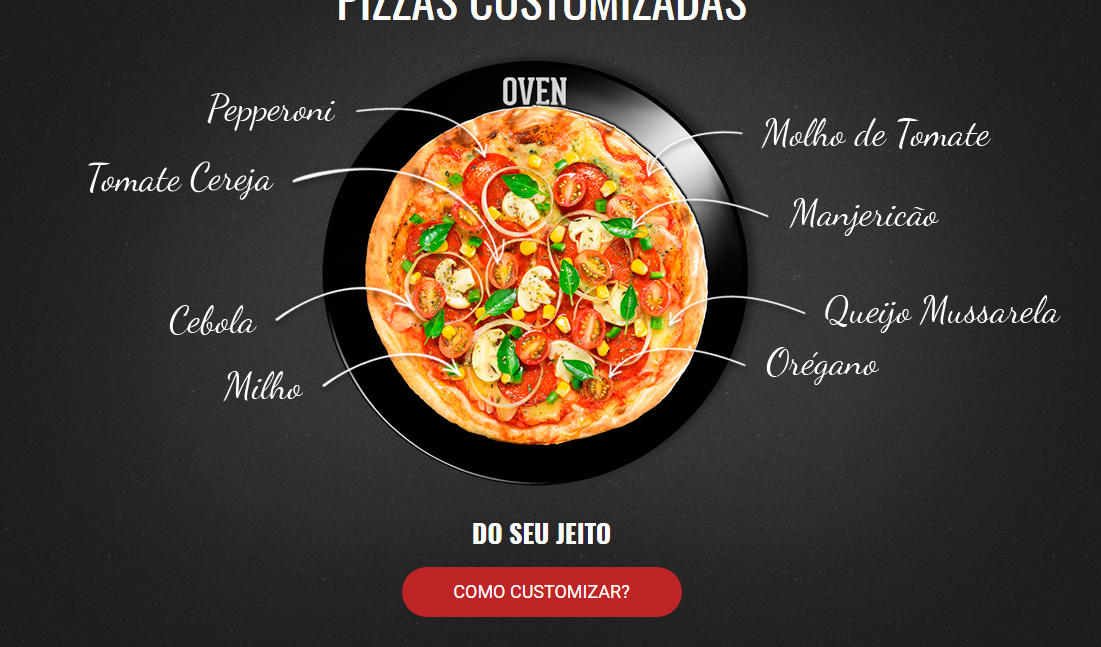 PIZZAS CUSTOMIZADAS
OVEN
Pepperoni
Molho de Tomate
Tomate Cereja
Manjericão
Cebola
Queijo Mussarela
Orégano
Milho
DO SEU JEITO
COMO CUSTOMIZAR?